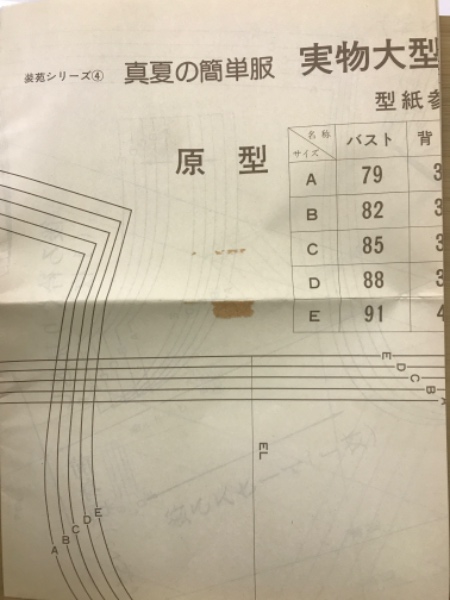 装苑シリーズ④ 真夏の簡単服 実物大型
型紙
原型
名称 サイズ バスト 背
A 79 3
B 82 3
C 85 3
D 88 3
E 91 4
E
D
C
B
A
EL
E
D
C
B
A